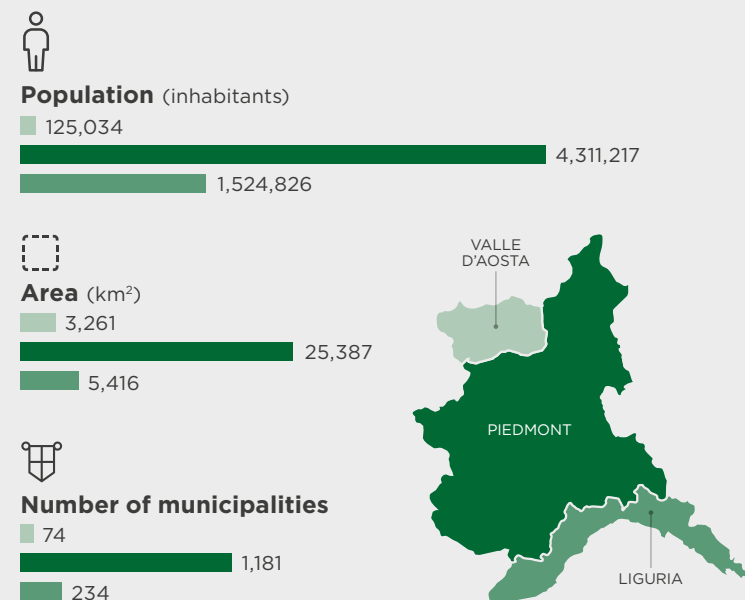 Population (inhabitants)
125,034
4,311,217
1,524,826
Area (km²)
3,261
25,387
5,416
Number of municipalities
74
1,181
234
VALLE
D'AOSTA
PIEDMONT
LIGURIA